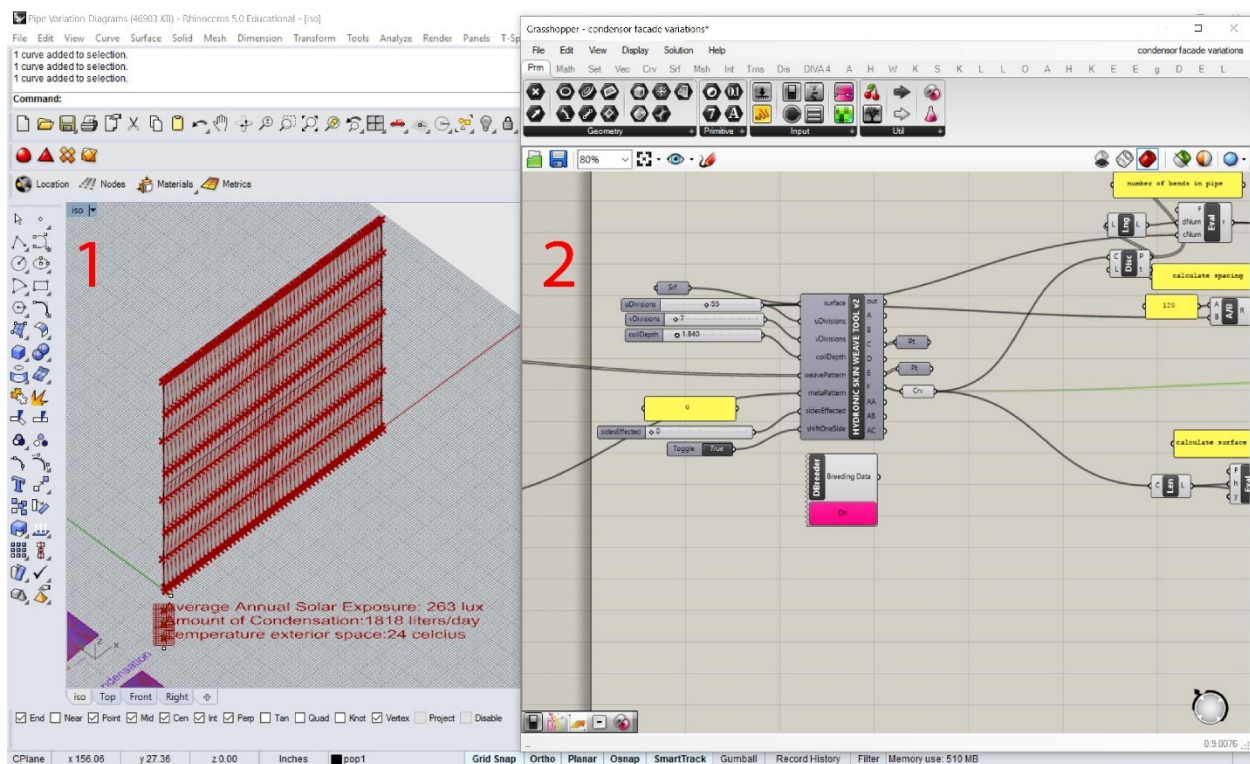 Pipe Variation Diagrams (46903 KB) - Rhinoceros 5.0 Educational - [iso]
File Edit View Curve Surface Solid Mesh Dimension Transform Tools Analyze Render Panels T-Sp
1 curve added to selection.
1 curve added to selection.
1 curve added to selection.
Command:
Location Nodes Materials Metrics
iso
1
Average Annual Solar Exposure: 263 lux
Amount of Condensation:1818 liters/day
Temperature exterior space:24 celcius
z
x
ndensation
iso Top Front Right
End Near Point Mid Cen Int Perp Tan Quad Knot Vertex Project Disable
CPlane x 156.06 y 27.36 z 0.00 Inches pop1 Grid Snap Ortho Planar Osnap SmartTrack Gumball Record History Filter Memory use: 510 MB
Grasshopper - condensor facade variations*
File Edit View Display Solution Help condensor facade variations
Prm Math Set Vec Crv Srf Msh Int Trns Dis DIVA4 A H W K S K L L O A H K E E g D E L
Geometry Primitive Input Util
80%
2
number of bends in pipe
L Lng L
F
dNum
cNum
Eval
r
C
L
Disc
P
t
calculate spacing
120
A
B
A/B
R
Srf
uDivisions 55
vDivisions 7
coilDepth 1.840
surface
uDivisions
vDivisions
coilDepth
weavePattern
metaPattern
sidesEffected
shiftOneSide
HYDRONIC SKIN WEAVE TOOL v2
out
A
B
C
D
E
F
AA
AB
AC
Pt
Pt
Crv
0
sidesEffected 0
Toggle True
DBreeder
Breeding Data
On
calculate surface
C Len L
F
h
y
Eval
0.9.0076